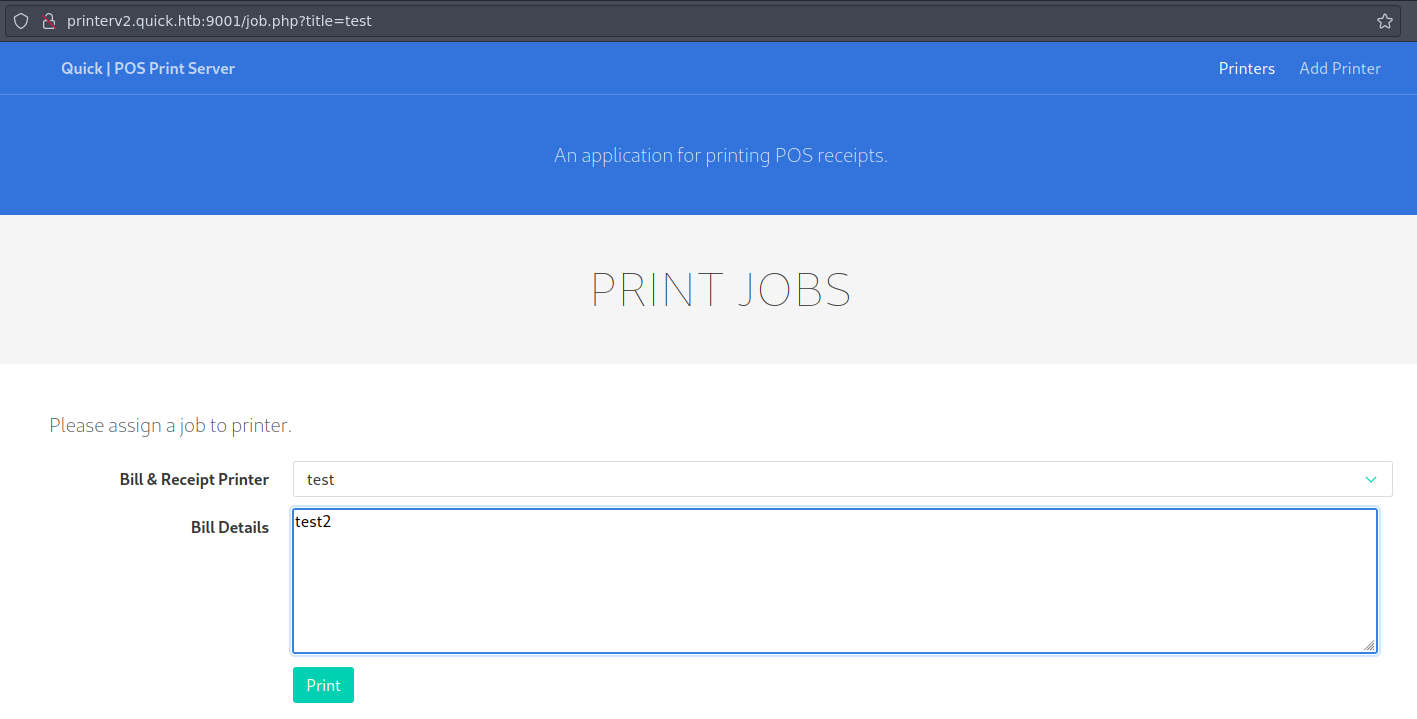 printerv2.quick.htb:9001/job.php?title=test
Quick | POS Print Server
Printers
Add Printer
An application for printing POS receipts.
PRINT JOBS
Please assign a job to printer.
Bill & Receipt Printer
test
Bill Details
test2
Print